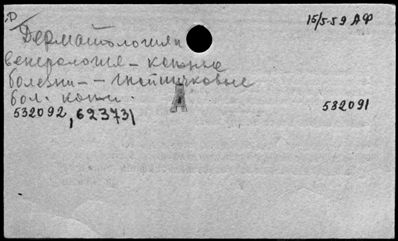 D 15/5-59 АФ
Дерматология и
венерология - кожные
болезни - - гнойничковые
бол. кожи.
А
532092, 623731 532091